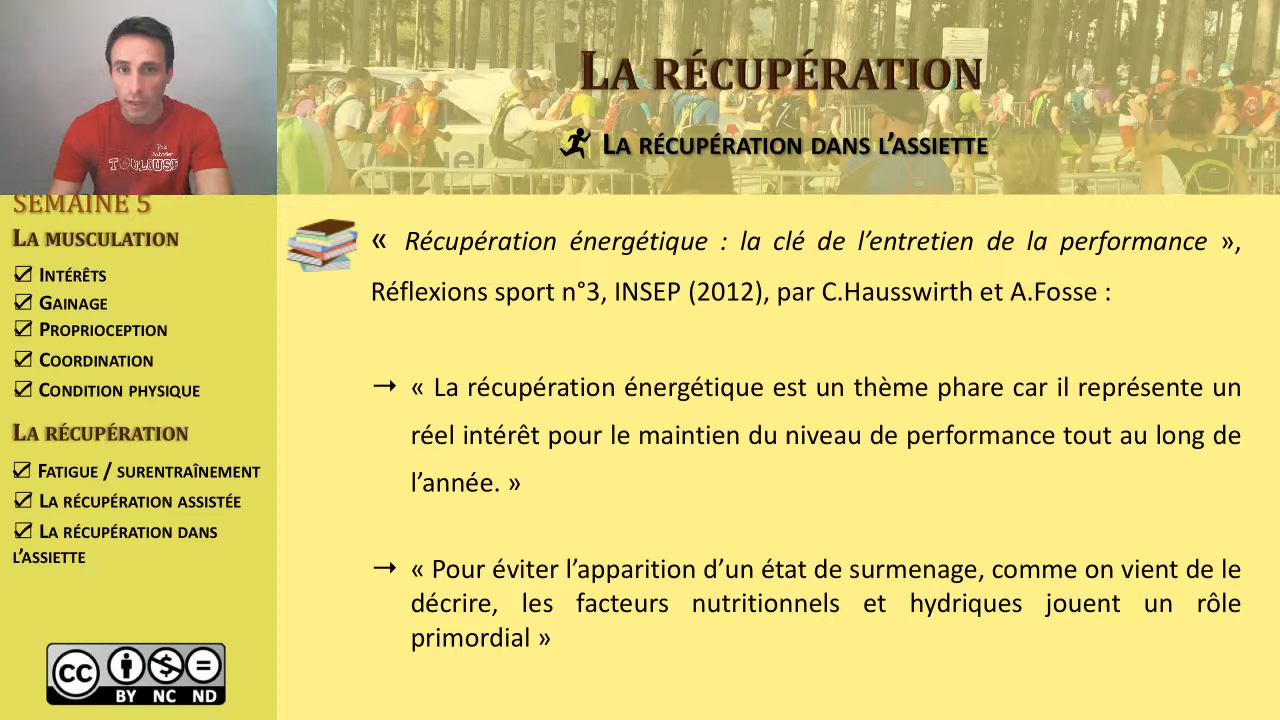 LA RÉCUPÉRATION
LA RÉCUPÉRATION DANS L’ASSIETTE
TOULOUSE
SEMAINE 5
LA MUSCULATION
☑ INTÉRÊTS
☑ GAINAGE
☑ PROPRIOCEPTION
☑ COORDINATION
☑ CONDITION PHYSIQUE
LA RÉCUPÉRATION
☑ FATIGUE / SURENTRAÎNEMENT
☑ LA RÉCUPÉRATION ASSISTÉE
☑ LA RÉCUPÉRATION DANS
L’ASSIETTE
CC BY NC ND
« Récupération énergétique : la clé de l’entretien de la performance »,
Réflexions sport n°3, INSEP (2012), par C.Hausswirth et A.Fosse :
→ « La récupération énergétique est un thème phare car il représente un
réel intérêt pour le maintien du niveau de performance tout au long de
l’année. »
→ « Pour éviter l’apparition d’un état de surmenage, comme on vient de le
décrire, les facteurs nutritionnels et hydriques jouent un rôle
primordial »